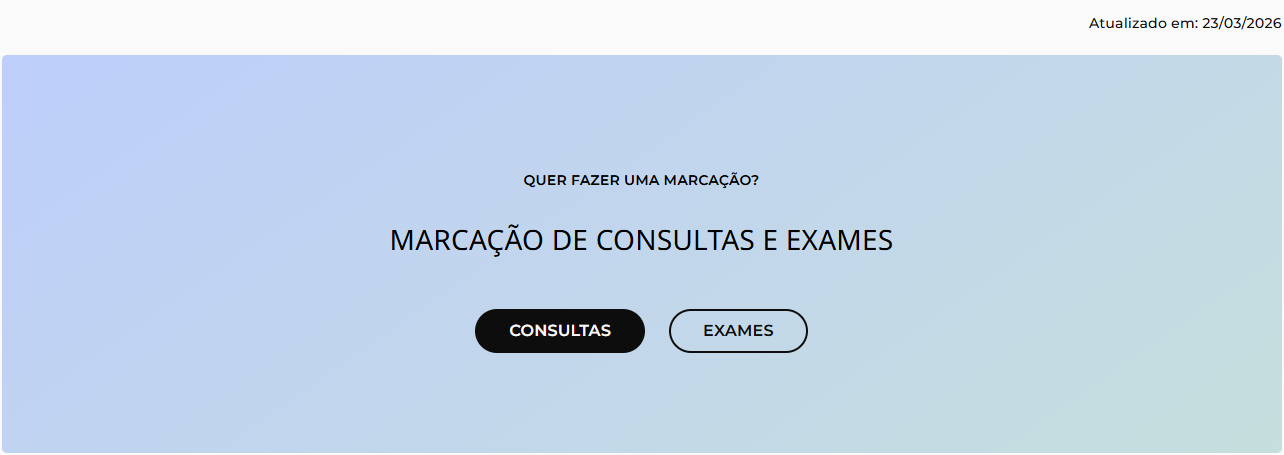 Atualizado em: 23/03/2026
QUER FAZER UMA MARCAÇÃO?
MARCAÇÃO DE CONSULTAS E EXAMES
CONSULTAS
EXAMES